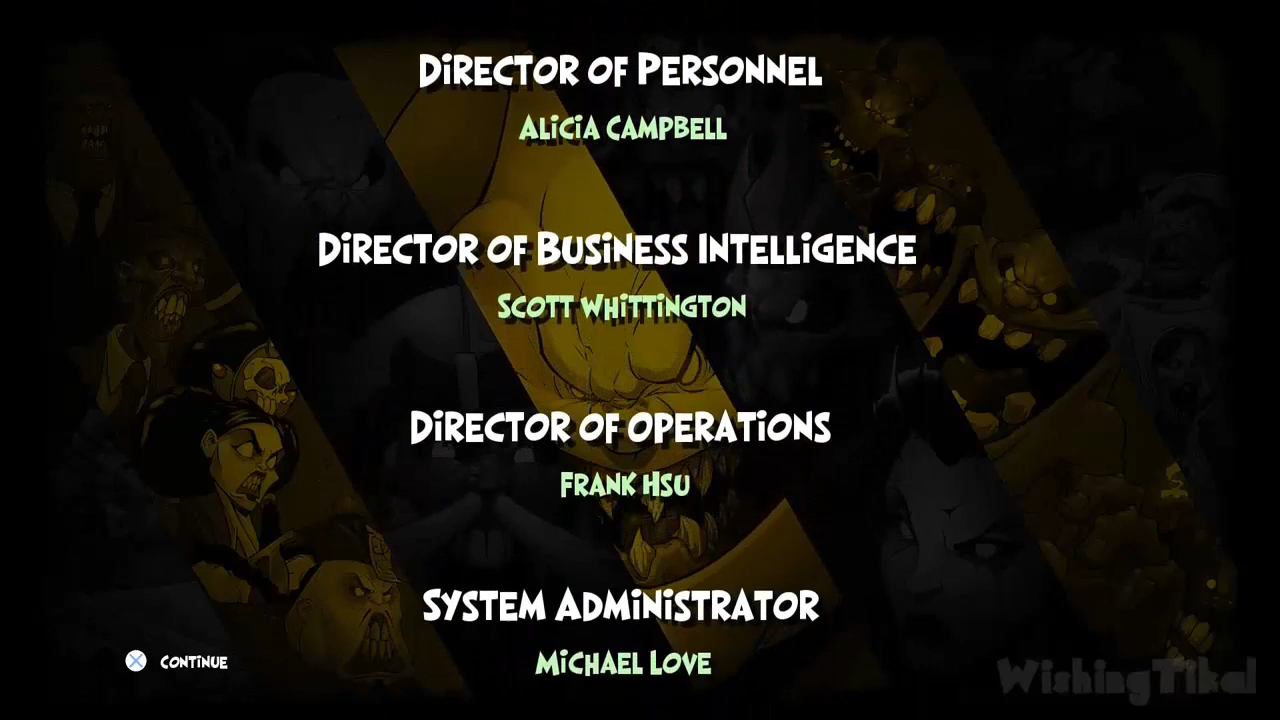 Director of Personnel
Alicia Campbell
Director of Business Intelligence
Scott Whittington
Director of Operations
Frank Hsu
System Administrator
Michael Love
Continue
WishingTikal